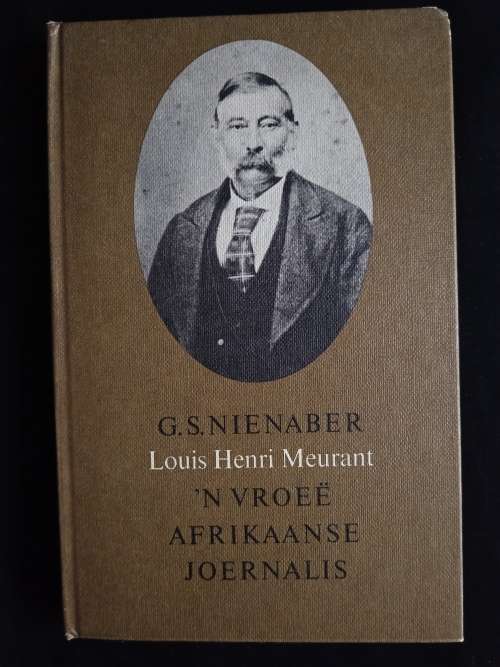 G.S. NIENABER
Louis Henri Meurant
'N VROEË
AFRIKAANSE
JOERNALIS